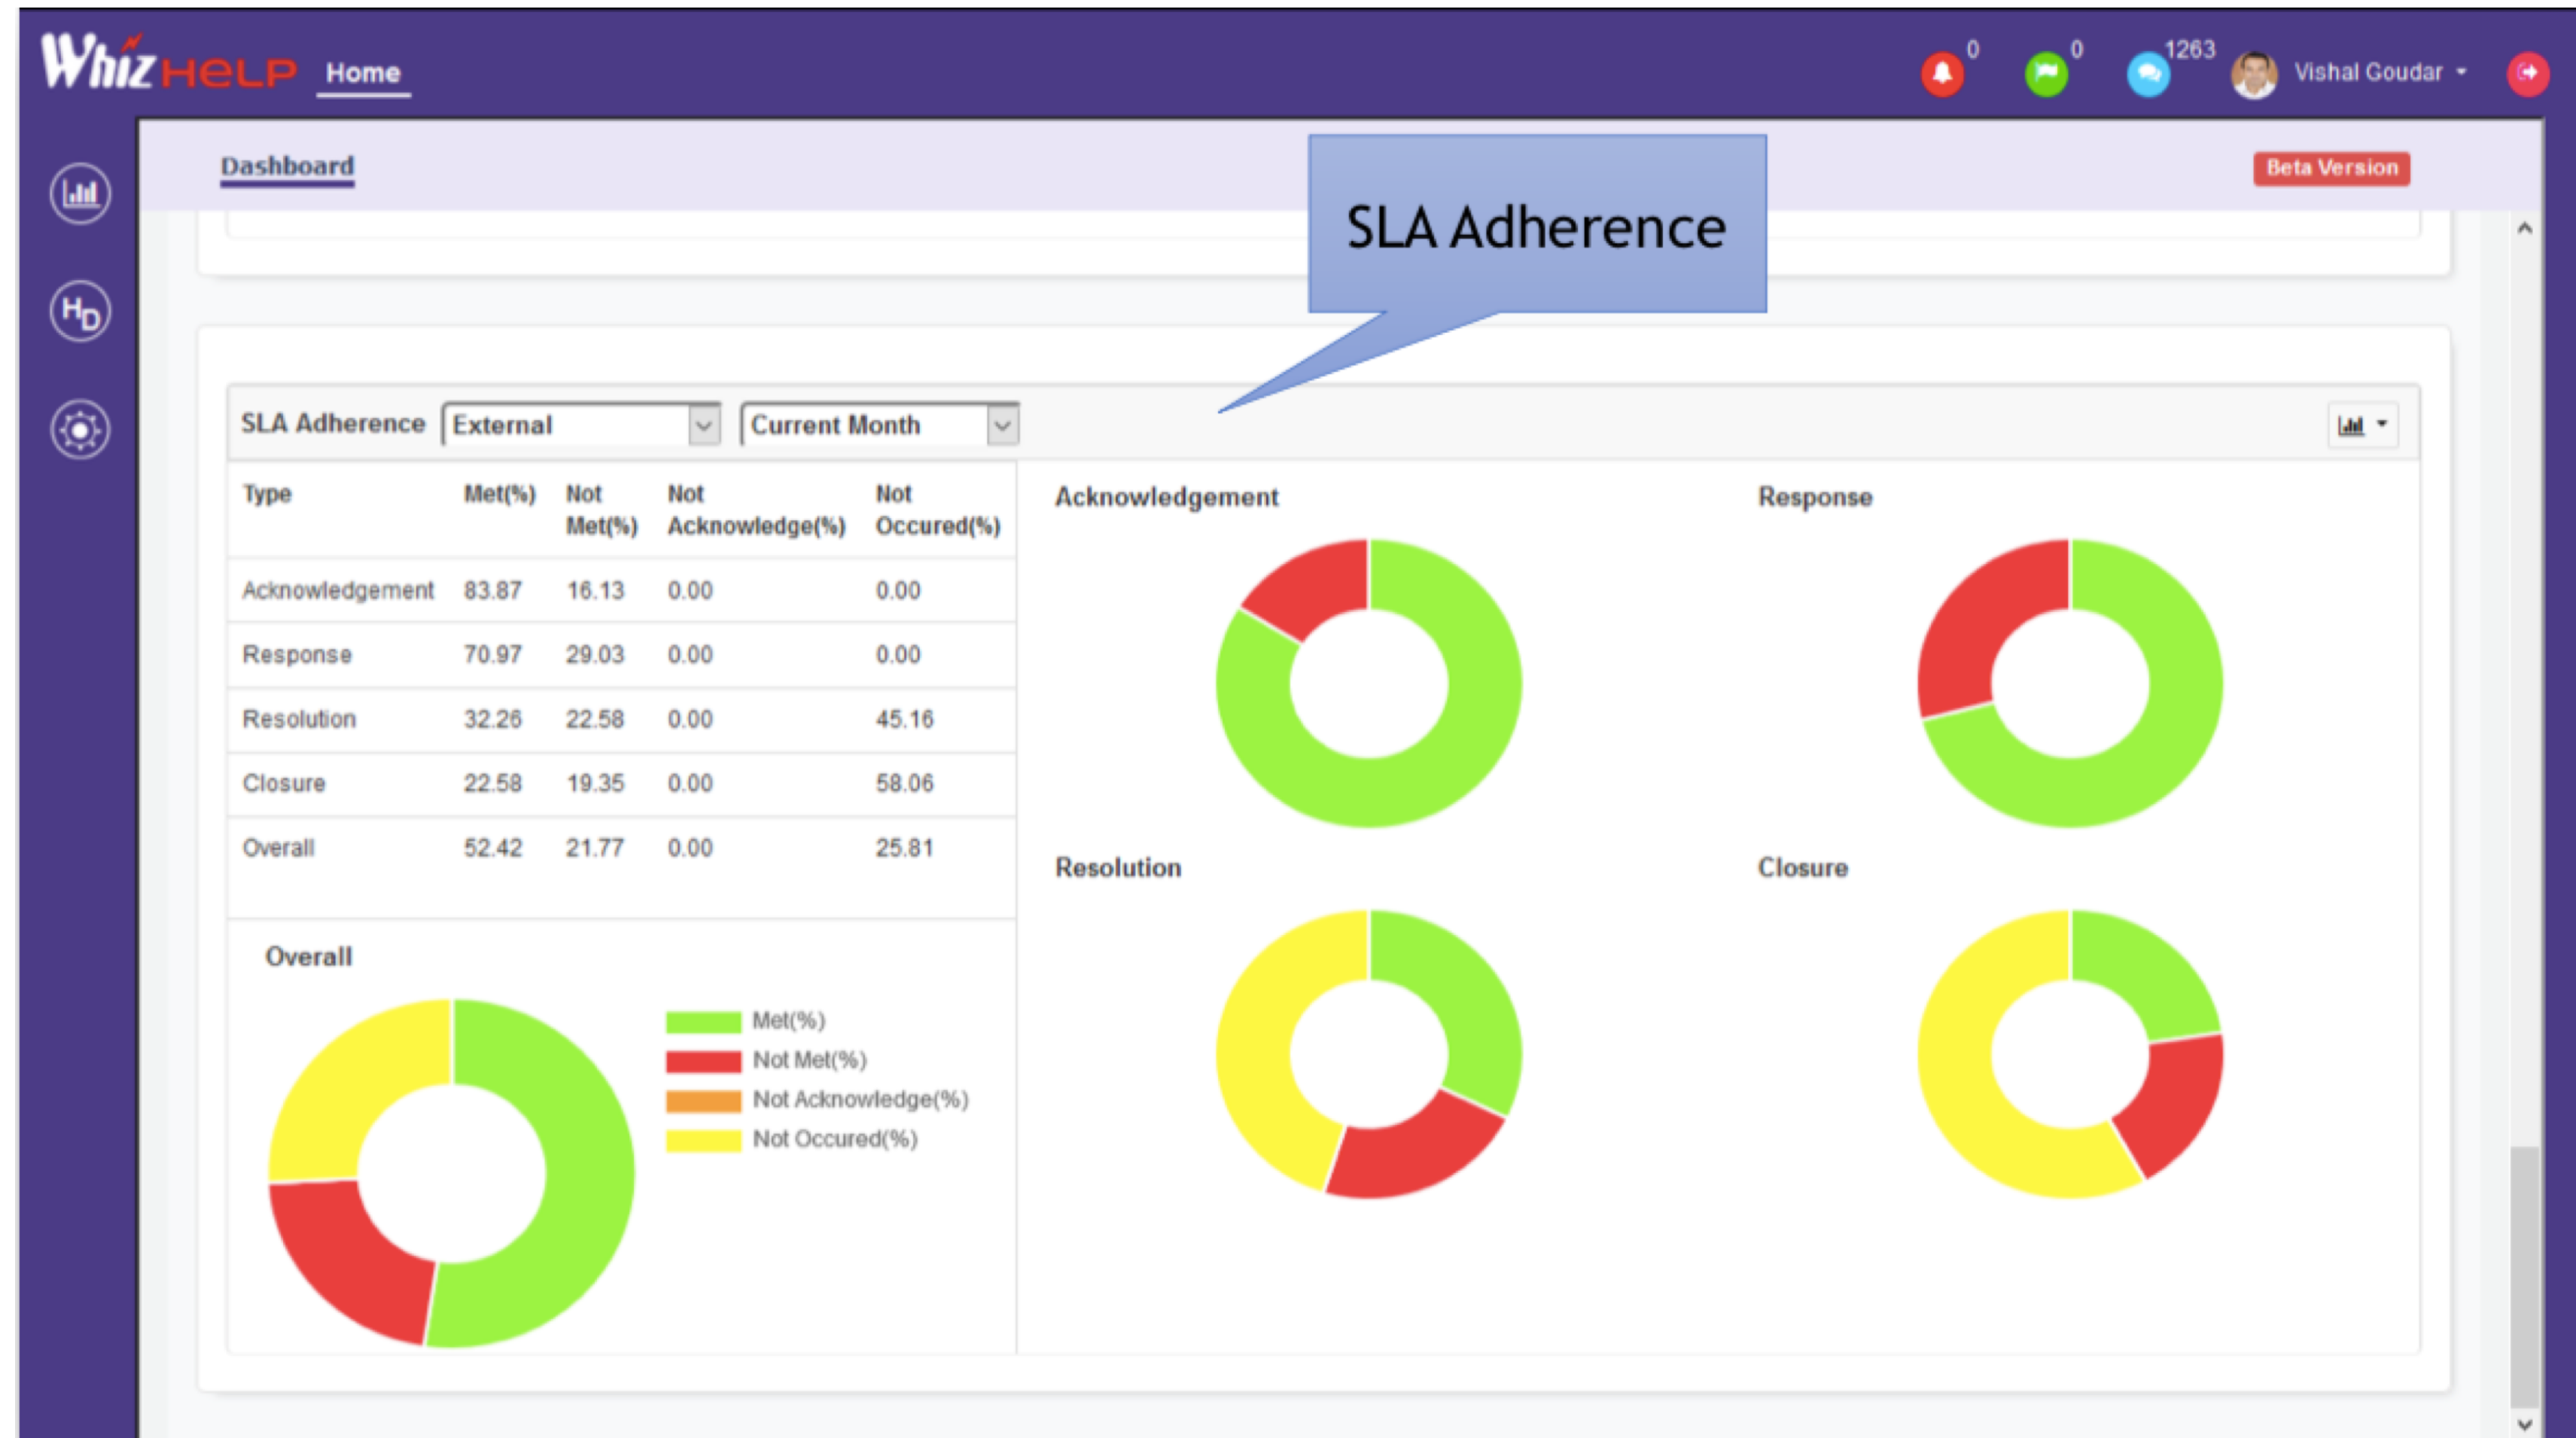 WhizHELP Home 0 0 1263 Vishal Goudar
Dashboard
Beta Version
SLA Adherence
H
D
SLA Adherence External Current Month
Type Met(%) Not Met(%) Not Acknowledge(%) Not Occured(%)
Acknowledgement 83.87 16.13 0.00 0.00
Response 70.97 29.03 0.00 0.00
Resolution 32.26 22.58 0.00 45.16
Closure 22.58 19.35 0.00 58.06
Overall 52.42 21.77 0.00 25.81
Overall
Met(%)
Not Met(%)
Not Acknowledge(%)
Not Occured(%)
Acknowledgement
Response
Resolution
Closure